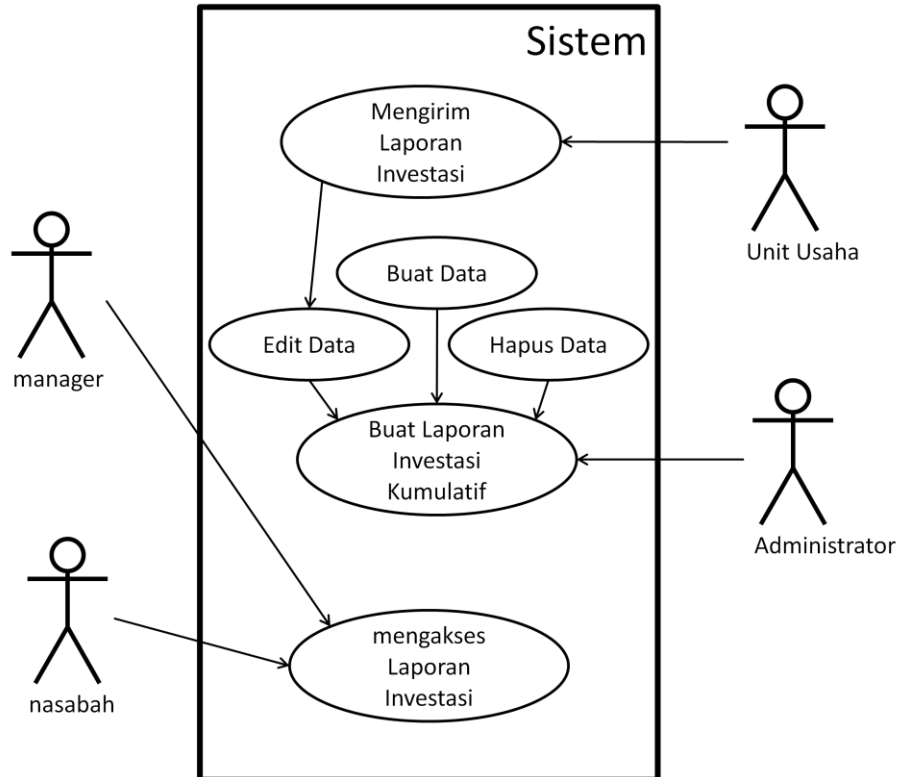 Sistem
Mengirim
Laporan
Investasi
Unit Usaha
Buat Data
Edit Data
Hapus Data
manager
Buat Laporan
Investasi
Kumulatif
Administrator
mengakses
Laporan
Investasi
nasabah